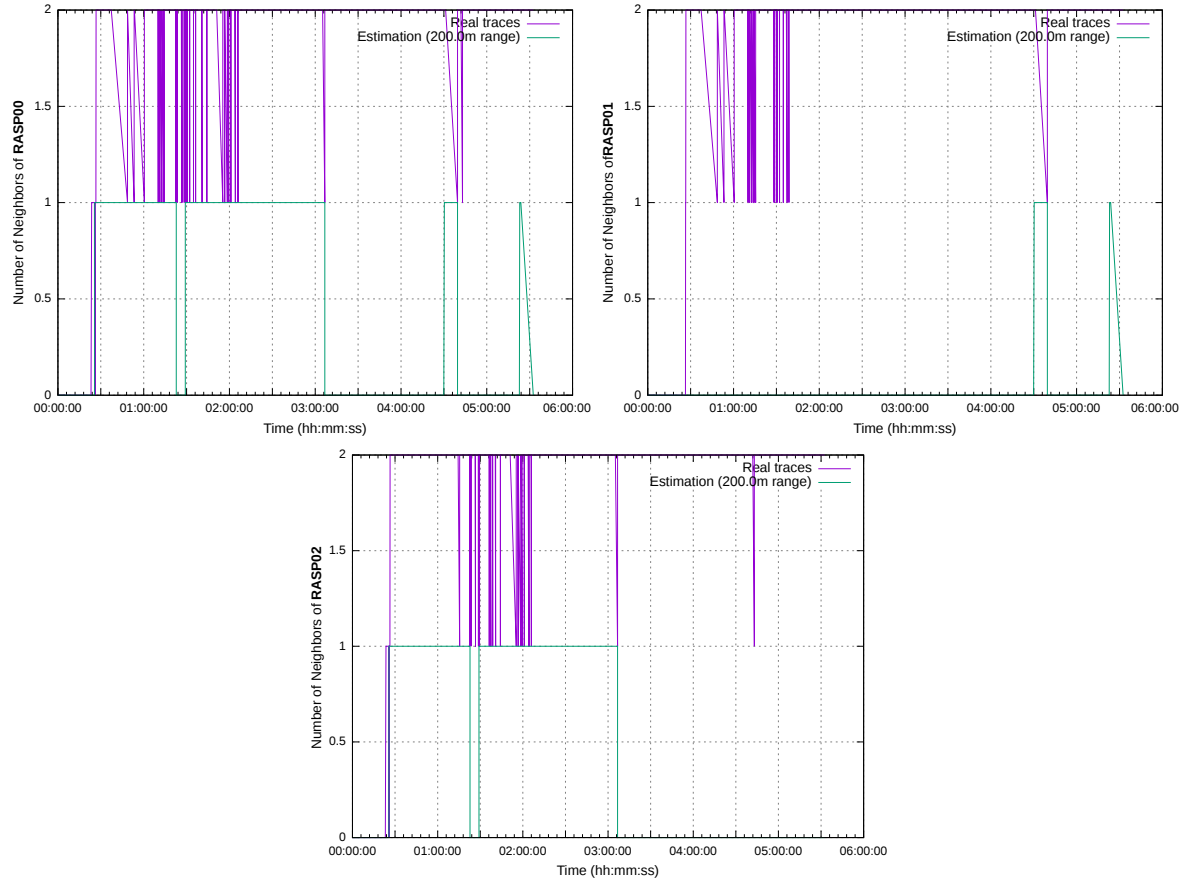 2
1.5
1
0.5
0
Number of Neighbors of RASP00
Real traces
Estimation (200.0m range)
00:00:00 01:00:00 02:00:00 03:00:00 04:00:00 05:00:00 06:00:00
Time (hh:mm:ss)
2
1.5
1
0.5
0
Number of Neighbors ofRASP01
Real traces
Estimation (200.0m range)
00:00:00 01:00:00 02:00:00 03:00:00 04:00:00 05:00:00 06:00:00
Time (hh:mm:ss)
2
1.5
1
0.5
0
Number of Neighbors of RASP02
Real traces
Estimation (200.0m range)
00:00:00 01:00:00 02:00:00 03:00:00 04:00:00 05:00:00 06:00:00
Time (hh:mm:ss)